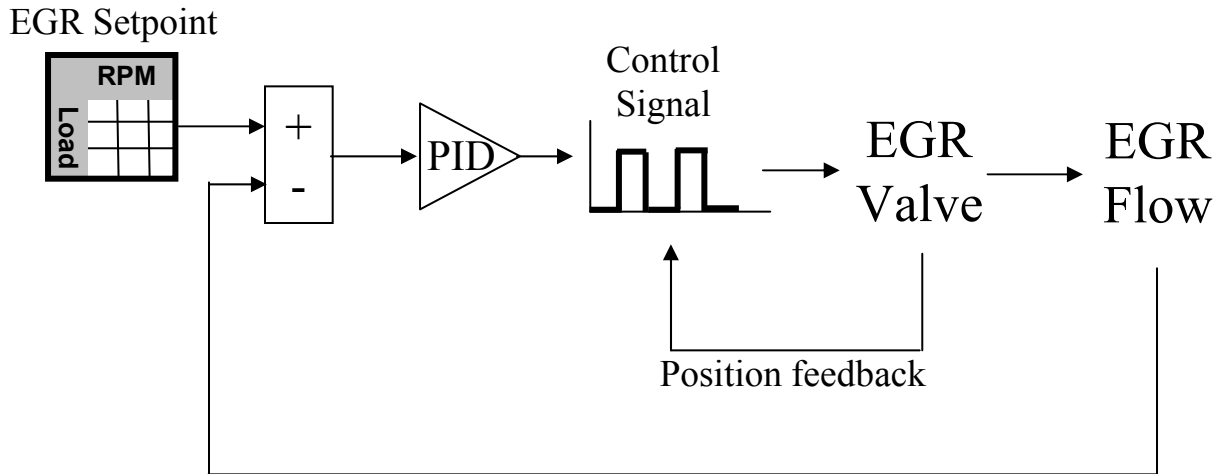 EGR Setpoint
RPM
Load
+
-
PID
Control
Signal
EGR
Valve
EGR
Flow
Position feedback